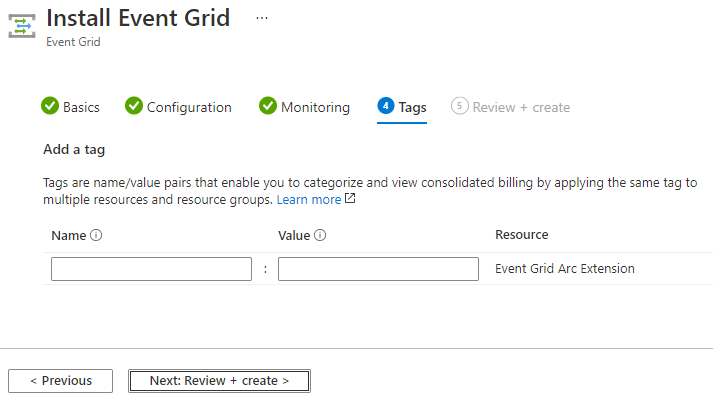 Install Event Grid ...
Event Grid
Basics Configuration Monitoring 4 Tags 5 Review + create
Add a tag
Tags are name/value pairs that enable you to categorize and view consolidated billing by applying the same tag to
multiple resources and resource groups. Learn more
Name Value Resource
: Event Grid Arc Extension
< Previous Next: Review + create >